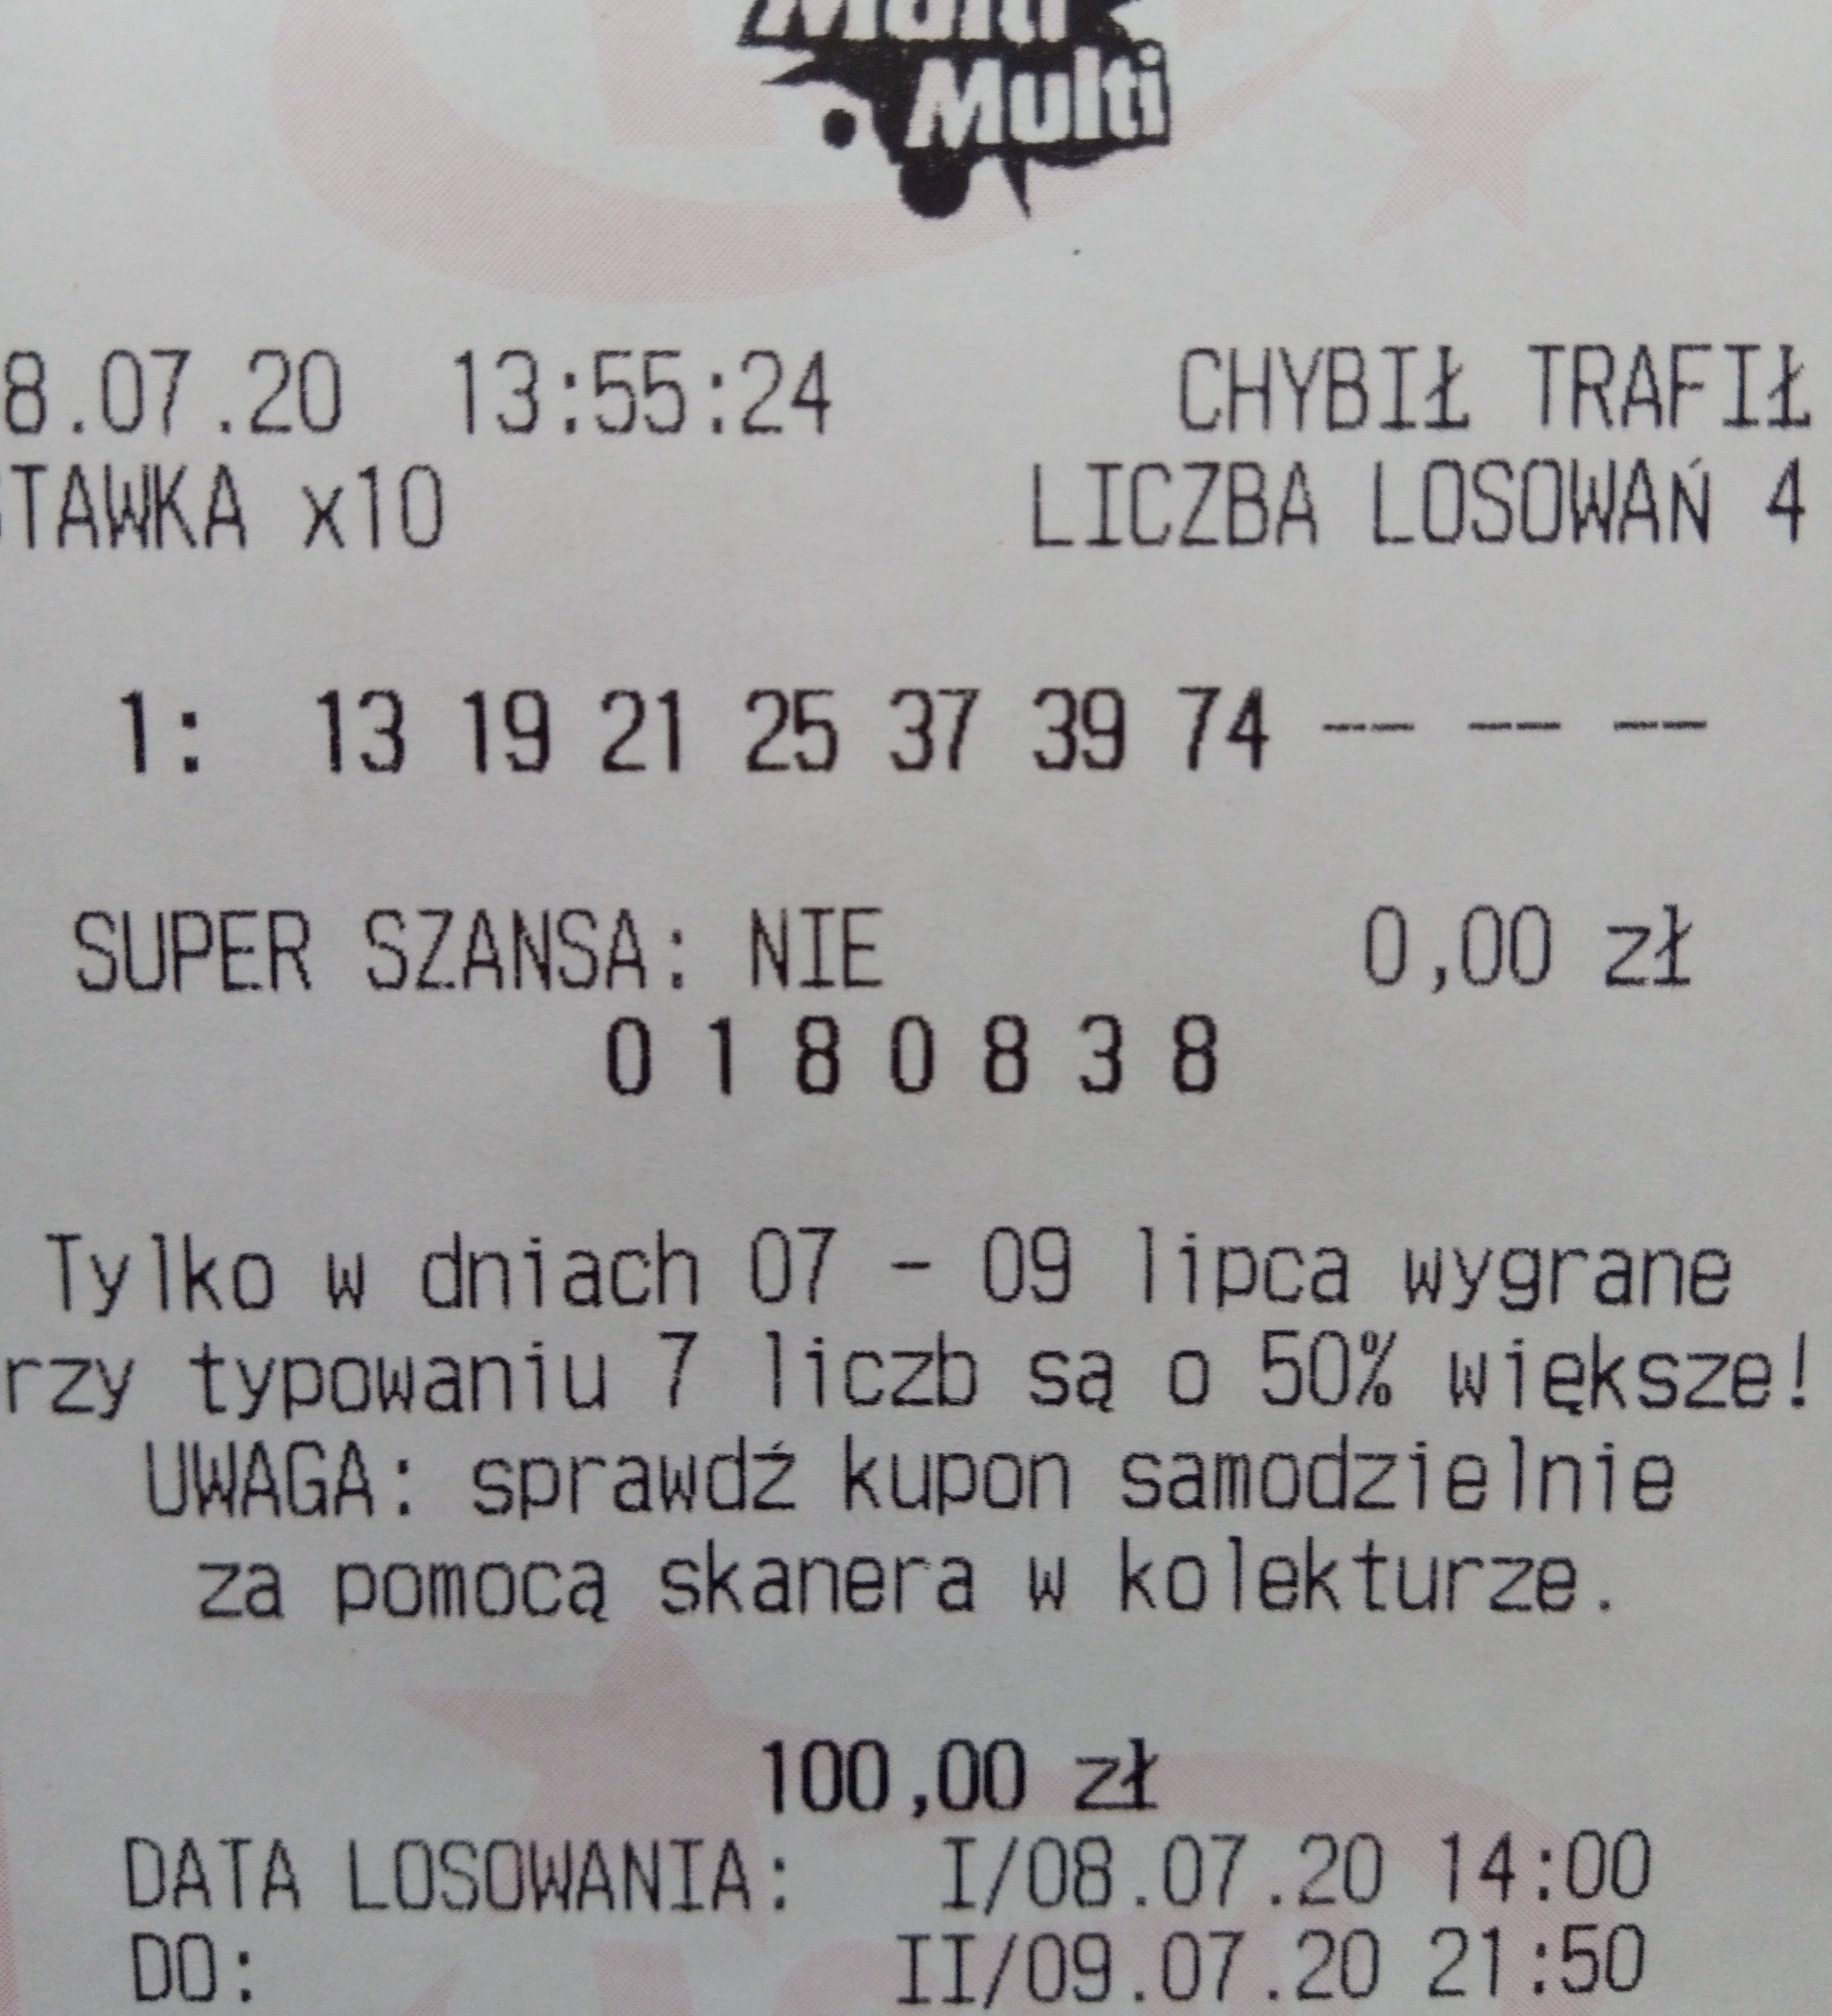 Multi
Multi
8.07.20 13:55:24 CHYBIŁ TRAFIŁ
STAWKA x10 LICZBA LOSOWAŃ 4
1: 13 19 21 25 37 39 74 -- -- --
SUPER SZANSA: NIE 0,00 zł
0 1 8 0 8 3 8
Tylko w dniach 07 - 09 lipca wygrane
rzy typowaniu 7 liczb są o 50% większe!
UWAGA: sprawdź kupon samodzielnie
za pomocą skanera w kolekturze.
100,00 zł
DATA LOSOWANIA: I/08.07.20 14:00
DO: II/09.07.20 21:50